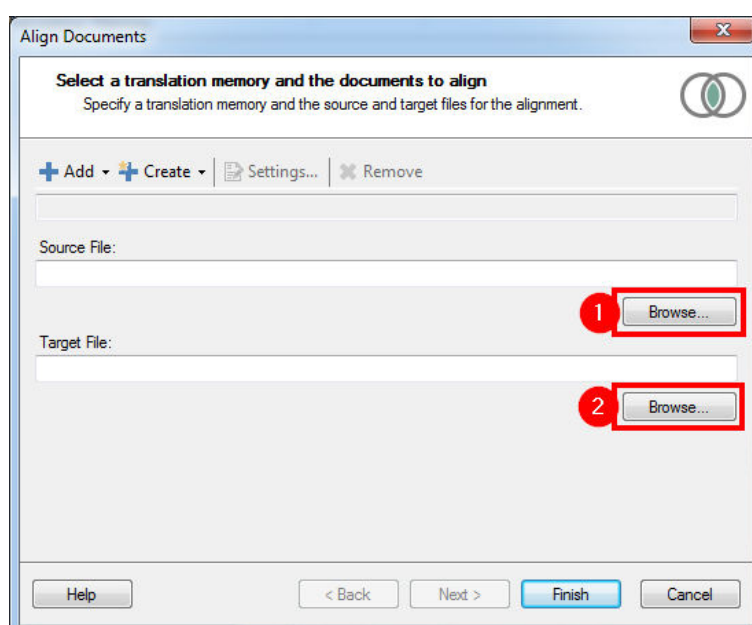 Align Documents
Select a translation memory and the documents to align
Specify a translation memory and the source and target files for the alignment.
Add Create Settings... Remove
Source File:
1 Browse...
Target File:
2 Browse...
Help < Back Next > Finish Cancel